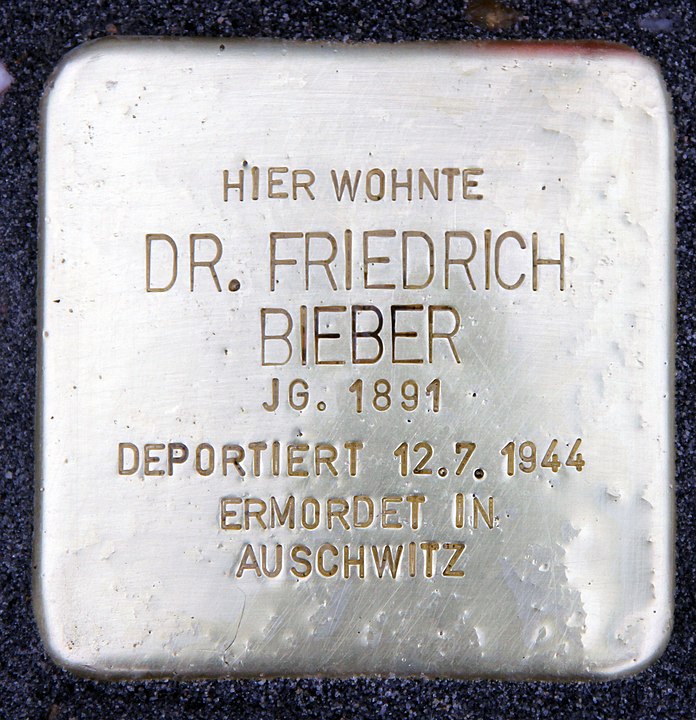 HIER WOHNTE
DR. FRIEDRICH
BIEBER
JG. 1891
DEPORTIERT 12.7.1944
ERMORDET IN
AUSCHWITZ